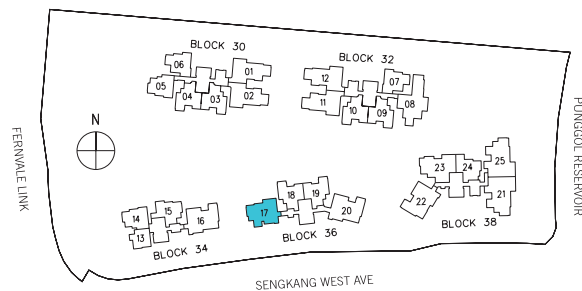 BLOCK 30
06
01
05
04
03
02
BLOCK 32
12
07
11
10
09
08
N
FERNVALE LINK
PUNGGOL RESERVOIR
14
15
16
13
BLOCK 34
18
19
17
20
BLOCK 36
23
24
25
22
21
BLOCK 38
SENGKANG WEST AVE